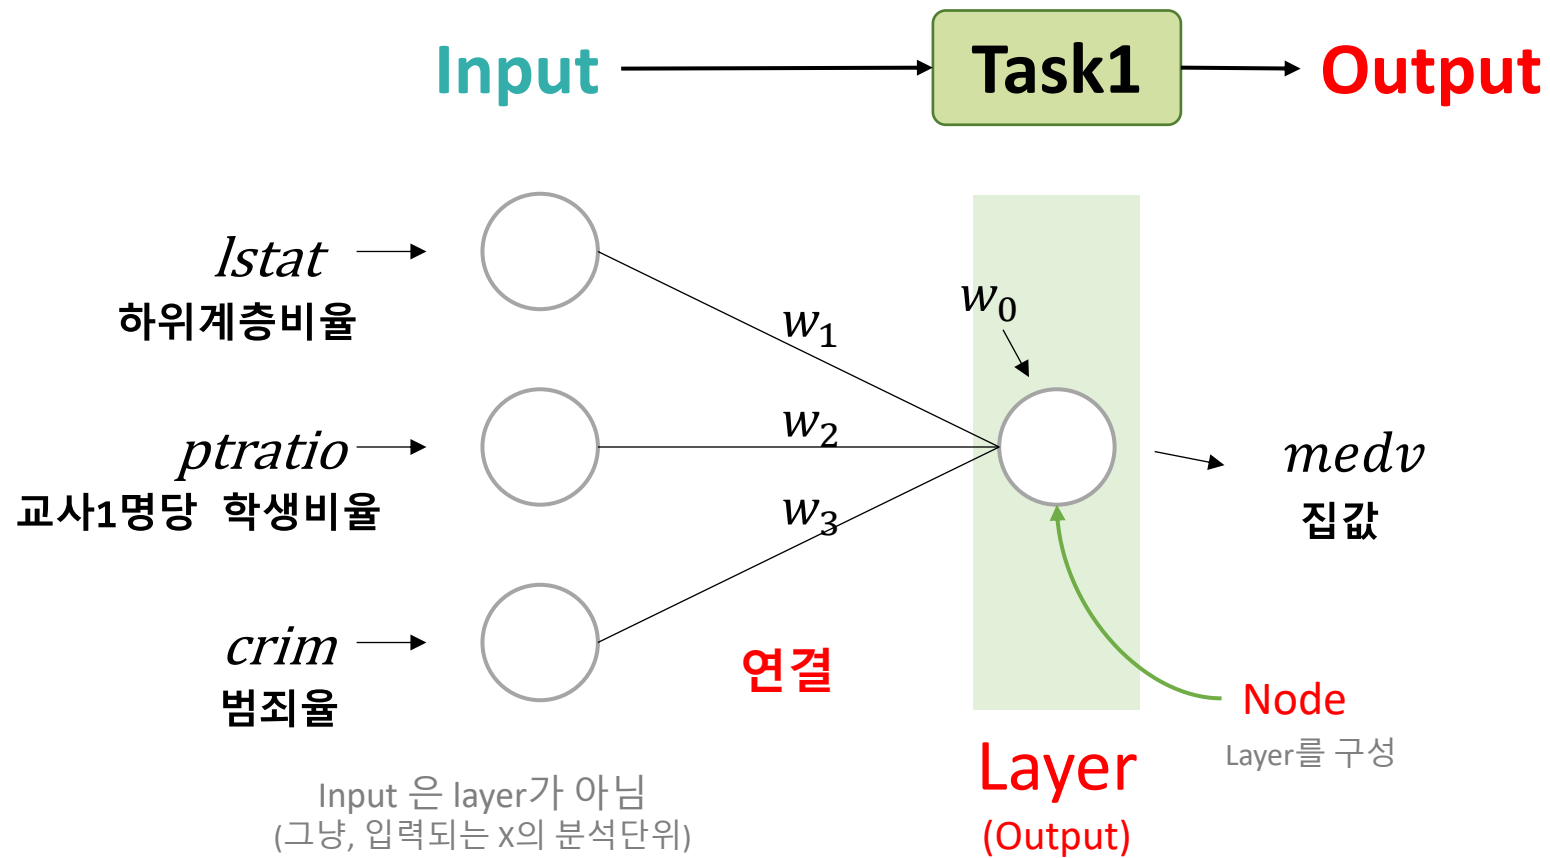 Input
Task1
Output
lstat
하위계층비율
w1
w0
ptratio
교사1명당 학생비율
w2
medv
집값
w3
crim
범죄율
연결
Node
Layer를 구성
Layer
(Output)
Input 은 layer가 아님
(그냥, 입력되는 x의 분석단위)